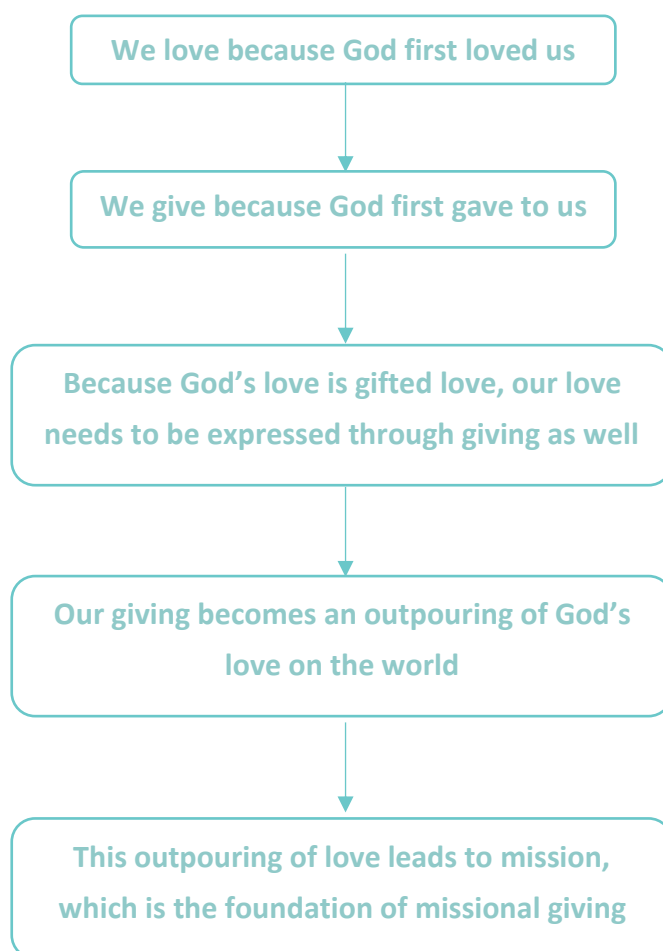 We love because God first loved us
We give because God first gave to us
Because God’s love is gifted love, our love
needs to be expressed through giving as well
Our giving becomes an outpouring of God’s
love on the world
This outpouring of love leads to mission,
which is the foundation of missional giving